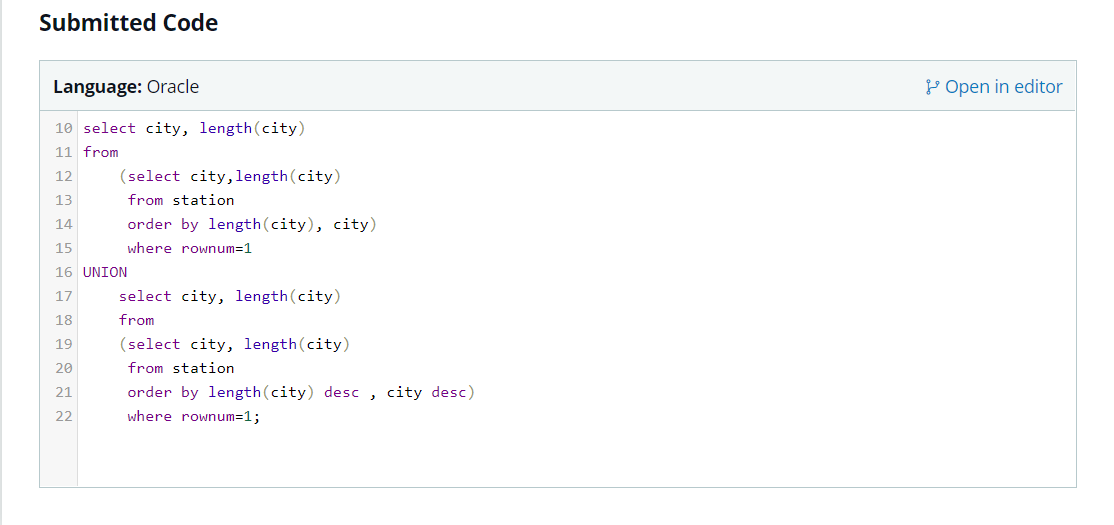 Submitted Code
Language: Oracle
Open in editor
10 select city, length(city)
11 from
12     (select city,length(city)
13      from station
14      order by length(city), city)
15      where rownum=1
16 UNION
17     select city, length(city)
18     from
19     (select city, length(city)
20      from station
21      order by length(city) desc , city desc)
22      where rownum=1;